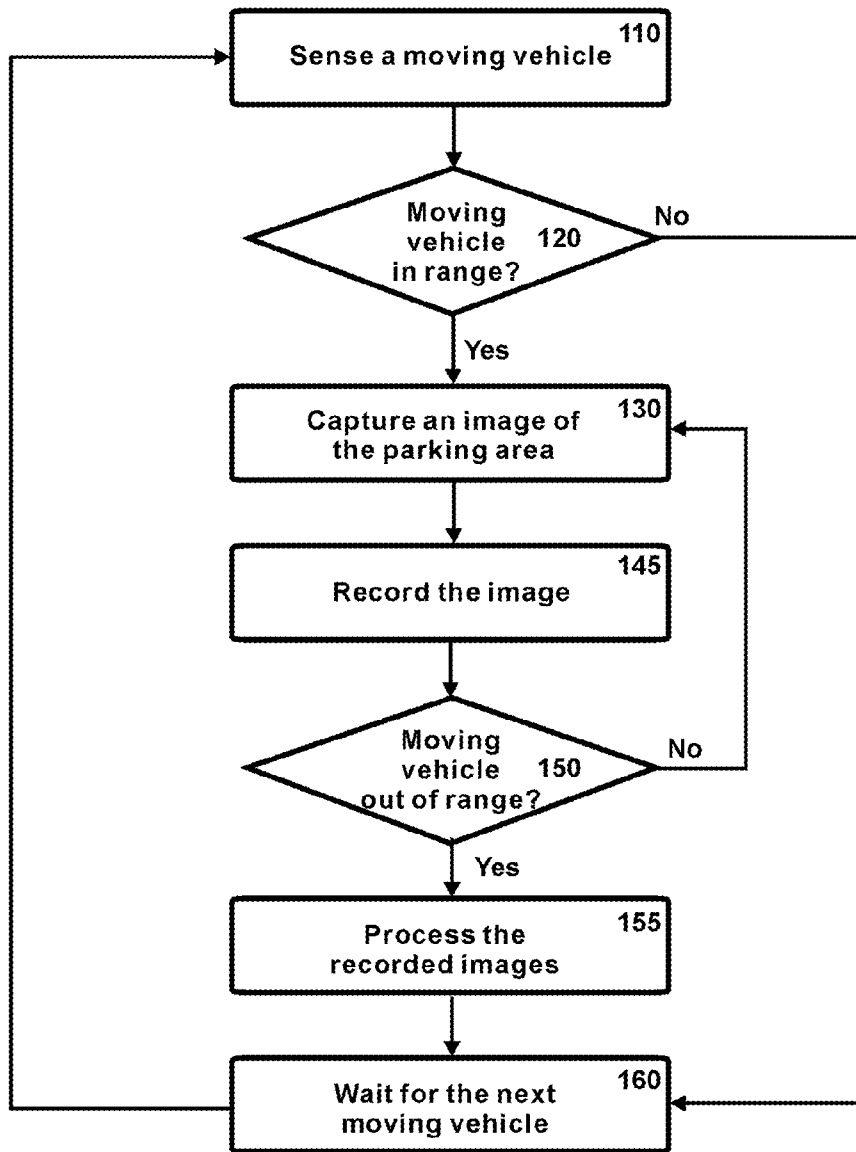 110
Sense a moving vehicle
Moving
vehicle 120
in range?
No
Yes
130
Capture an image of
the parking area
145
Record the image
Moving
vehicle 150
out of range?
No
Yes
155
Process the
recorded images
160
Wait for the next
moving vehicle